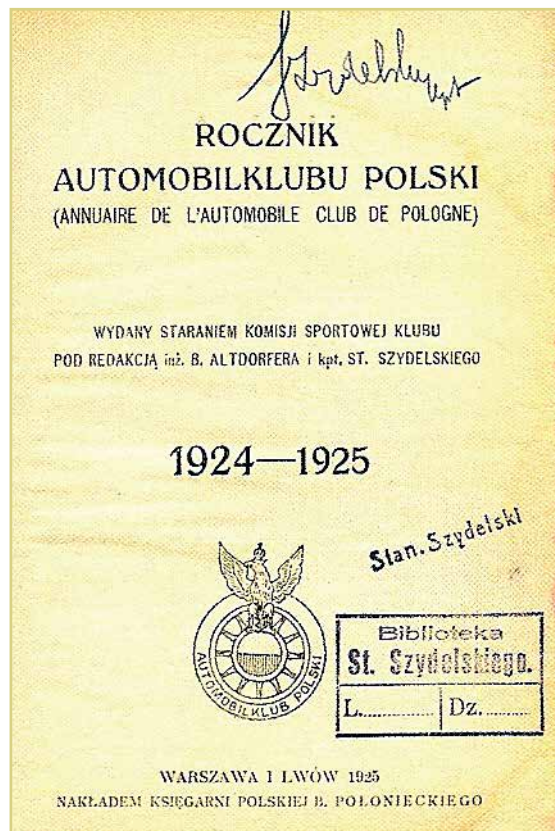 Szydelski kpt
ROCZNIK
AUTOMOBILKLUBU POLSKI
(ANNUAIRE DE L'AUTOMOBILE CLUB DE POLOGNE)
WYDANY STARANIEM KOMISJI SPORTOWEJ KLUBU
POD REDAKCJĄ inż. B. ALTDORFERA i kpt. ST. SZYDELSKIEGO
1924—1925
Stan. Szydelski
AUTOMOBILKLUB POLSKI
Biblioteka
St. Szydelskiego.
L............ Dz. ..........
WARSZAWA I LWÓW 1925
NAKŁADEM KSIĘGARNI POLSKIEJ B. POŁONIECKIEGO